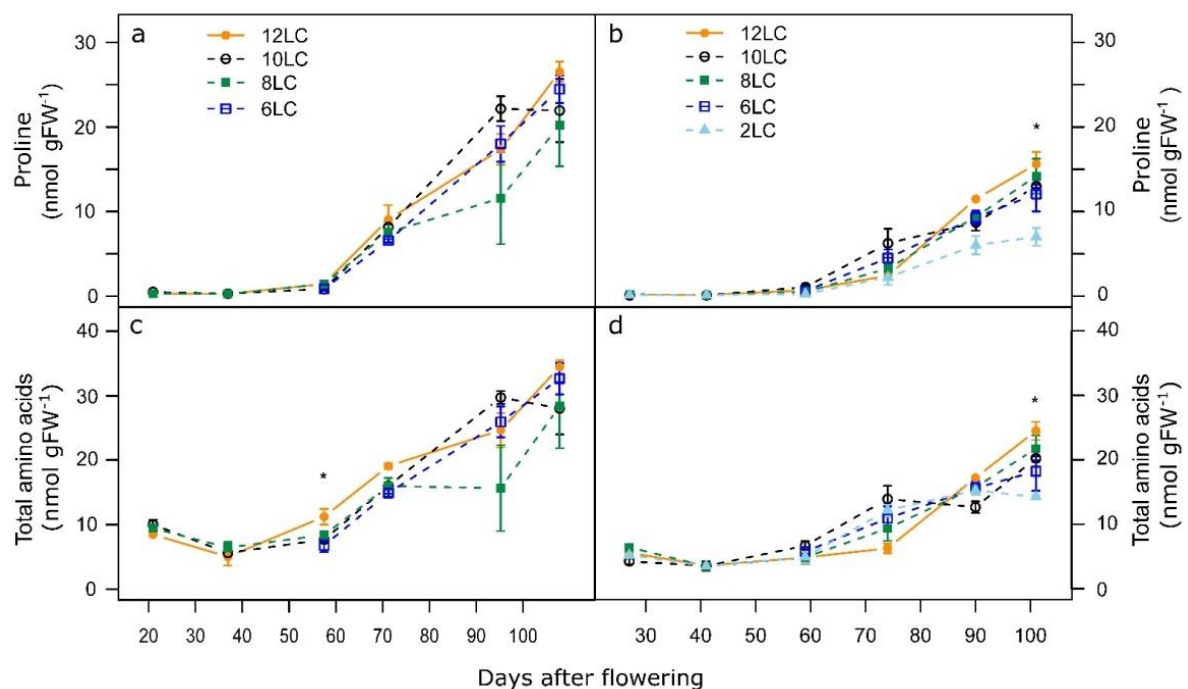 a
12LC
10LC
8LC
6LC
30
20
10
0
Proline
(nmol gFW⁻¹)
b
12LC
10LC
8LC
6LC
2LC
*
30
20
10
0
Proline
(nmol gFW⁻¹)
c
*
40
30
20
10
0
Total amino acids
(nmol gFW⁻¹)
d
*
40
30
20
10
0
Total amino acids
(nmol gFW⁻¹)
20 30 40 50 60 70 80 90 100
30 40 50 60 70 80 90 100
Days after flowering